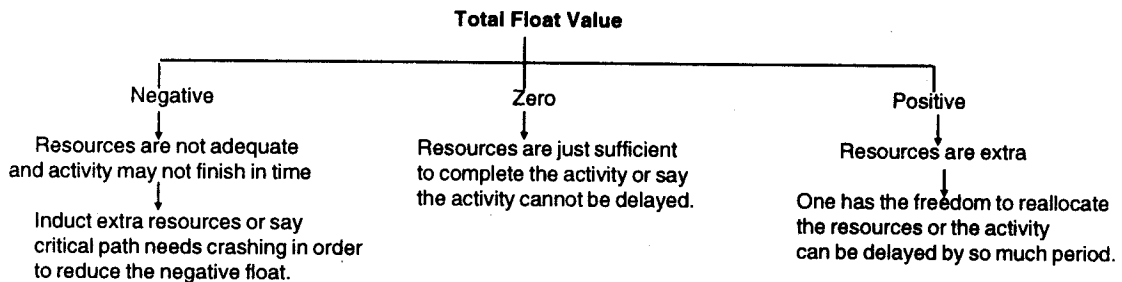 Total Float Value
Negative
Zero
Positive
Resources are not adequate
and activity may not finish in time
Induct extra resources or say
critical path needs crashing in order
to reduce the negative float.
Resources are just sufficient
to complete the activity or say
the activity cannot be delayed.
Resources are extra
One has the freedom to reallocate
the resources or the activity
can be delayed by so much period.